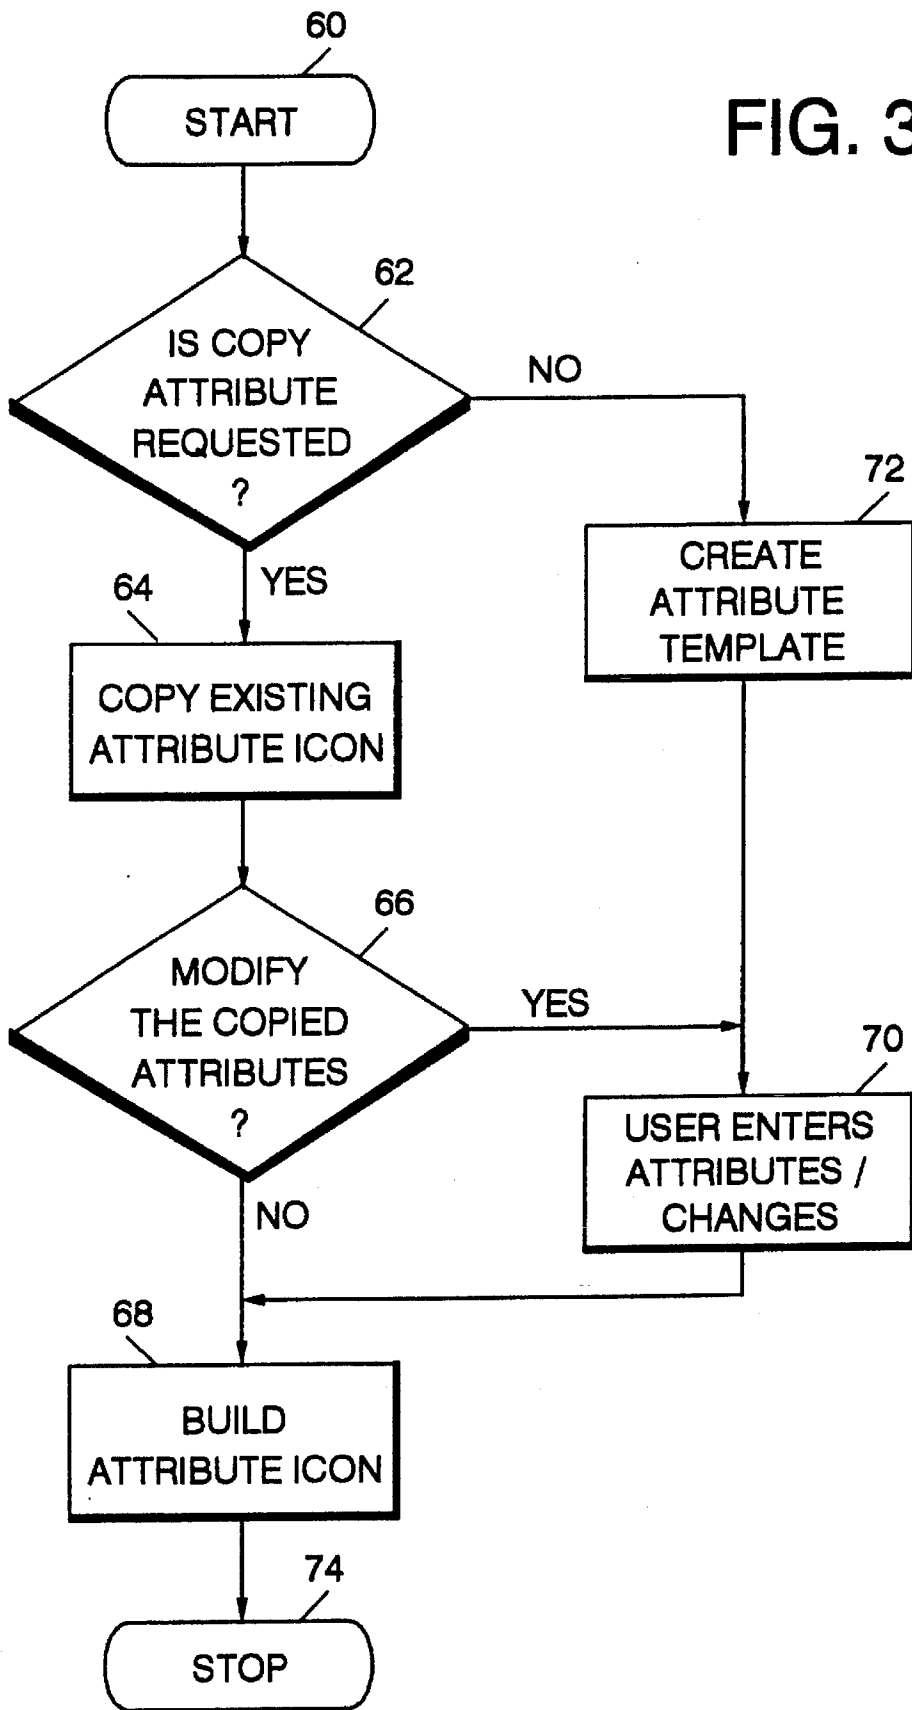 60
START
FIG. 3
62
IS COPY
ATTRIBUTE
REQUESTED
?
NO
YES
72
CREATE
ATTRIBUTE
TEMPLATE
64
COPY EXISTING
ATTRIBUTE ICON
66
MODIFY
THE COPIED
ATTRIBUTES
?
YES
NO
70
USER ENTERS
ATTRIBUTES /
CHANGES
68
BUILD
ATTRIBUTE ICON
74
STOP